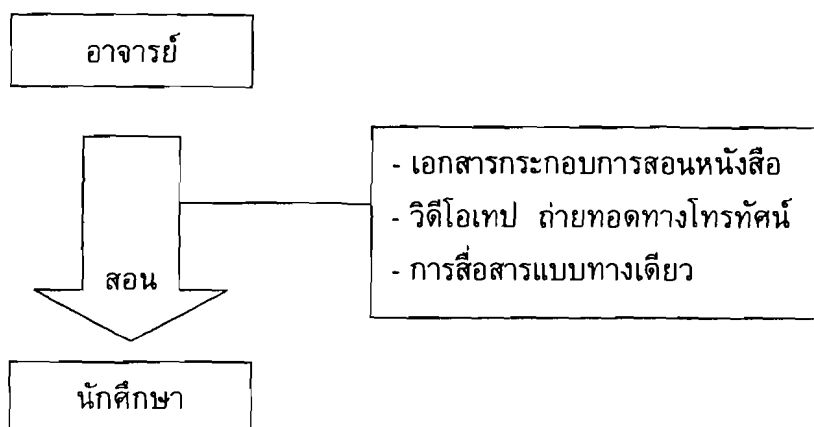 อาจารย์
- เอกสารกระกอบการสอนหนังสือ
- วิดีโอเทป ถ่ายทอดทางโทรทัศน์
- การสื่อสารแบบทางเดียว
สอน
นักศึกษา